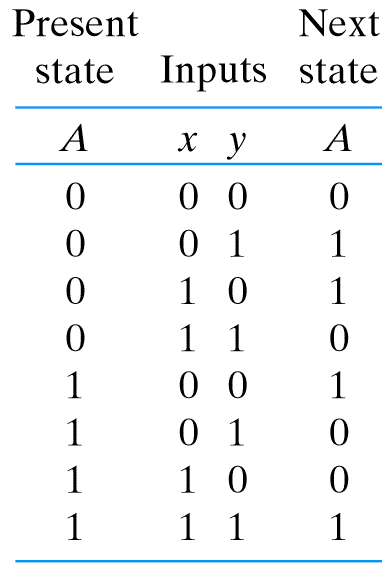 Present Next
state Inputs state
A x y A
0 0 0 0
0 0 1 1
0 1 0 1
0 1 1 0
1 0 0 1
1 0 1 0
1 1 0 0
1 1 1 1